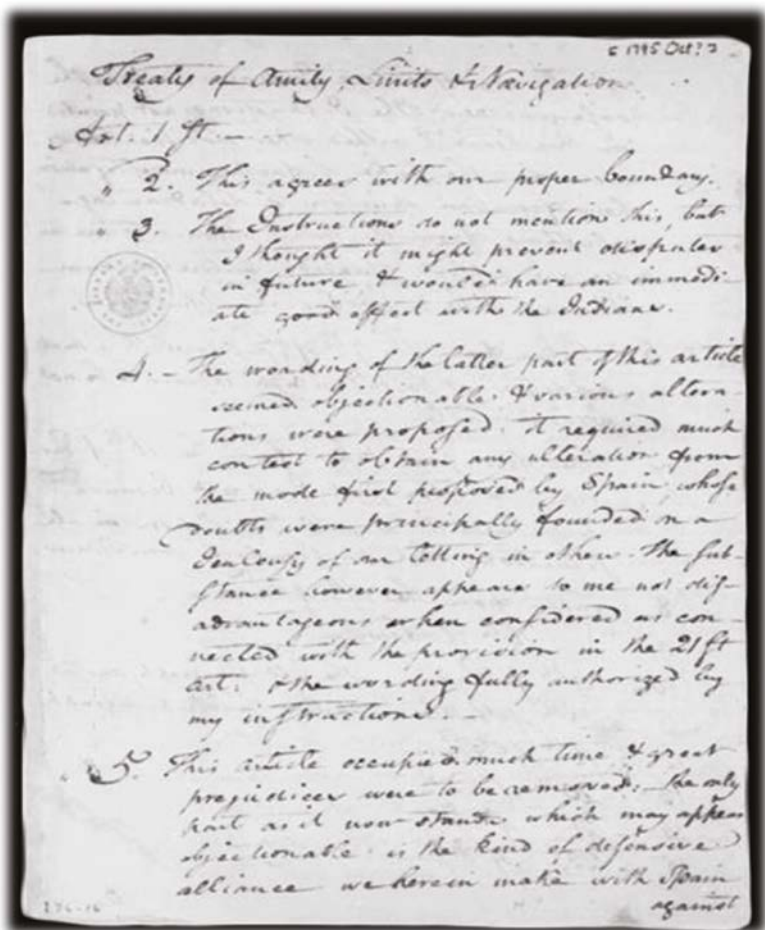 c 1795 Oct? 7
Treaty of Amity, Limits & Navigation
Art. 1 st. —
" 2. This agrees with our proper boundary.
" 3. The Instructions do not mention this, but
I thought it might prevent disputes
in future & would have an immedi-
ate good effect with the Indians.
4. - The wording of the latter part of this article
seemed objectionable & various altera-
tions were proposed. it required much
contest to obtain any alteration from
the mode first proposed by Spain, whose
doubts were principally founded on a
Jealousy of our letting in others. The sub-
stance however appears to me not dis-
advantageous when considered as con-
nected with the provision in the 21st
art: & the wording fully authorized by
my instructions. —
5. This article occupied much time & great
prejudices were to be removed; the only
part as it now stands which may appear
objectionable is the kind of defensive
alliance we herein make with Spain
against